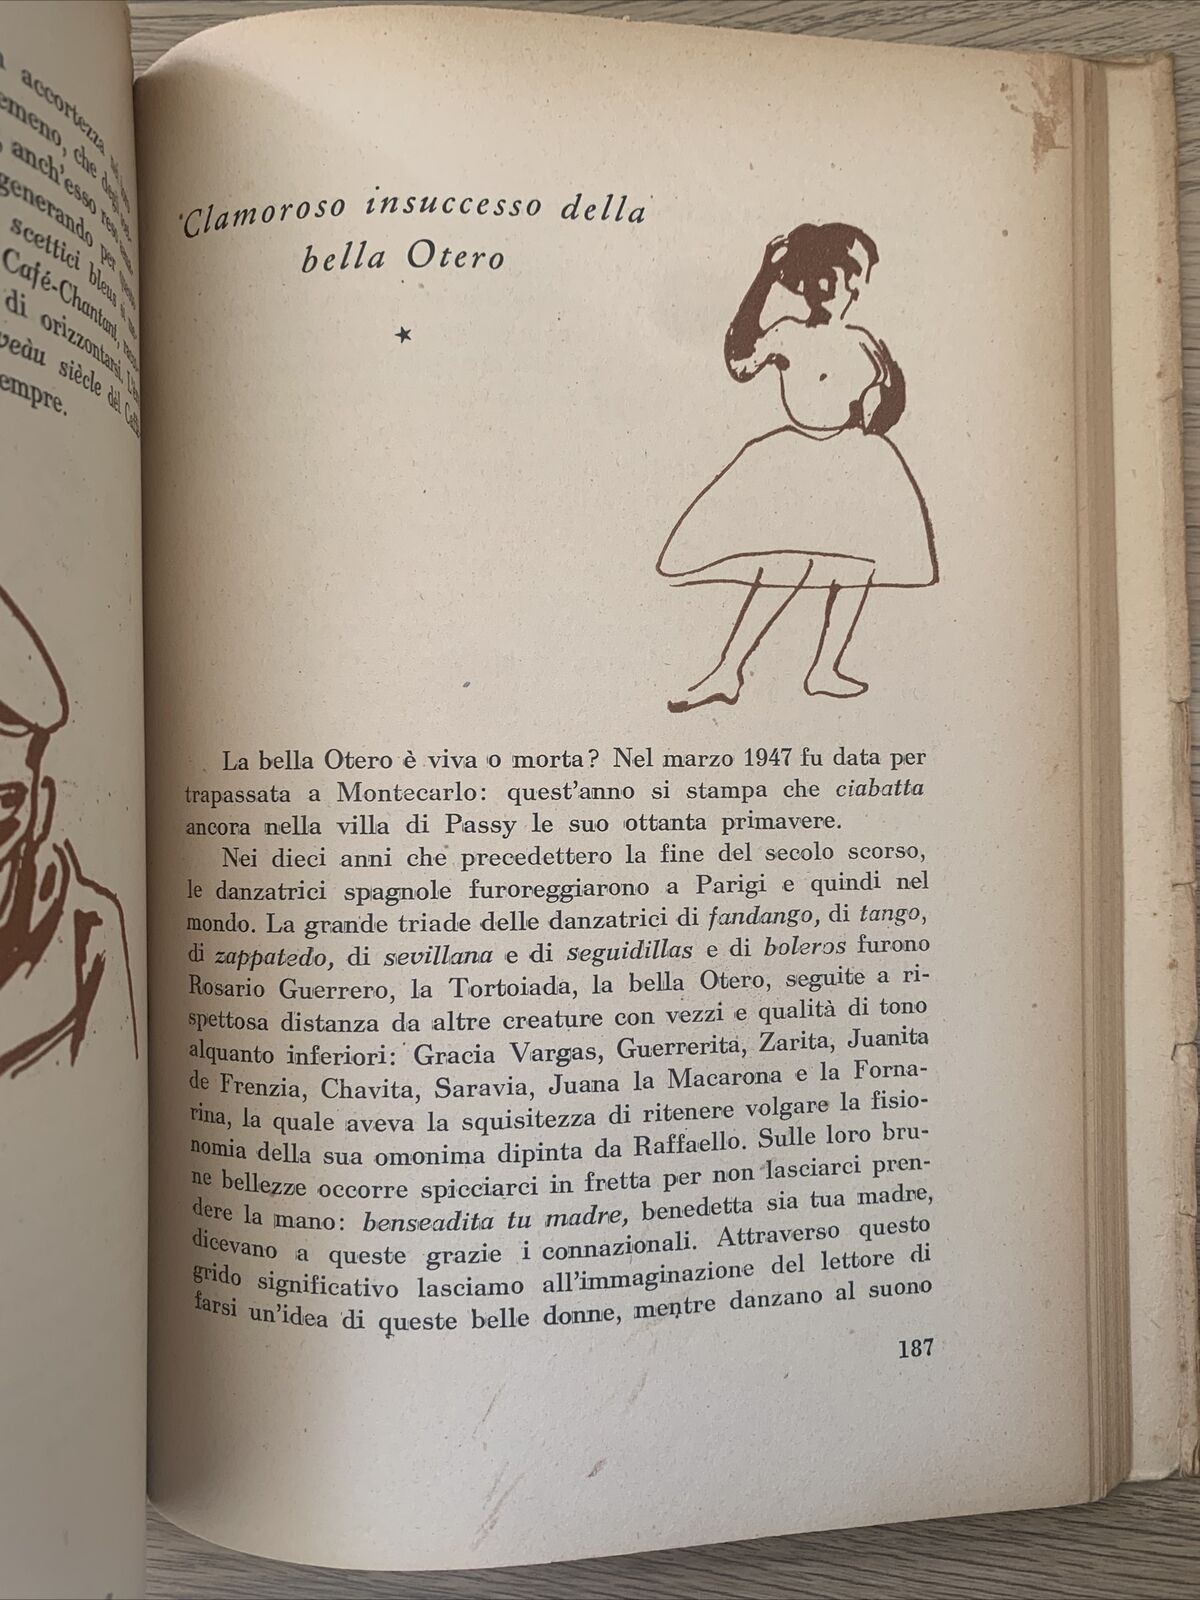 accortezza
emeno, che degli
anch'esso
generando per
scettici bleus si
Café-Chantant,
di orizzontarsi. L'
siècle del Caffè
empre.
Clamoroso insuccesso della
bella Otero
★
La bella Otero è viva o morta? Nel marzo 1947 fu data per
trapassata a Montecarlo: quest'anno si stampa che ciabatta
ancora nella villa di Passy le suo ottanta primavere.
Nei dieci anni che precedettero la fine del secolo scorso,
le danzatrici spagnole furoreggiarono a Parigi e quindi nel
mondo. La grande triade delle danzatrici di fandango, di tango,
di zappatedo, di sevillana e di seguidillas e di boleros furono
Rosario Guerrero, la Tortoiada, la bella Otero, seguite a ri-
spettosa distanza da altre creature con vezzi e qualità di tono
alquanto inferiori: Gracia Vargas, Guerrerita, Zarita, Juanita
de Frenzia, Chavita, Saravia, Juana la Macarona e la Forna-
rina, la quale aveva la squisitezza di ritenere volgare la fisio-
nomia della sua omonima dipinta da Raffaello. Sulle loro bru-
ne bellezze occorre spicciarci in fretta per non lasciarci pren-
dere la mano: benseadita tu madre, benedetta sia tua madre,
dicevano a queste grazie i connazionali. Attraverso questo
grido significativo lasciamo all'immaginazione del lettore di
farsi un'idea di queste belle donne, mentre danzano al suono
187